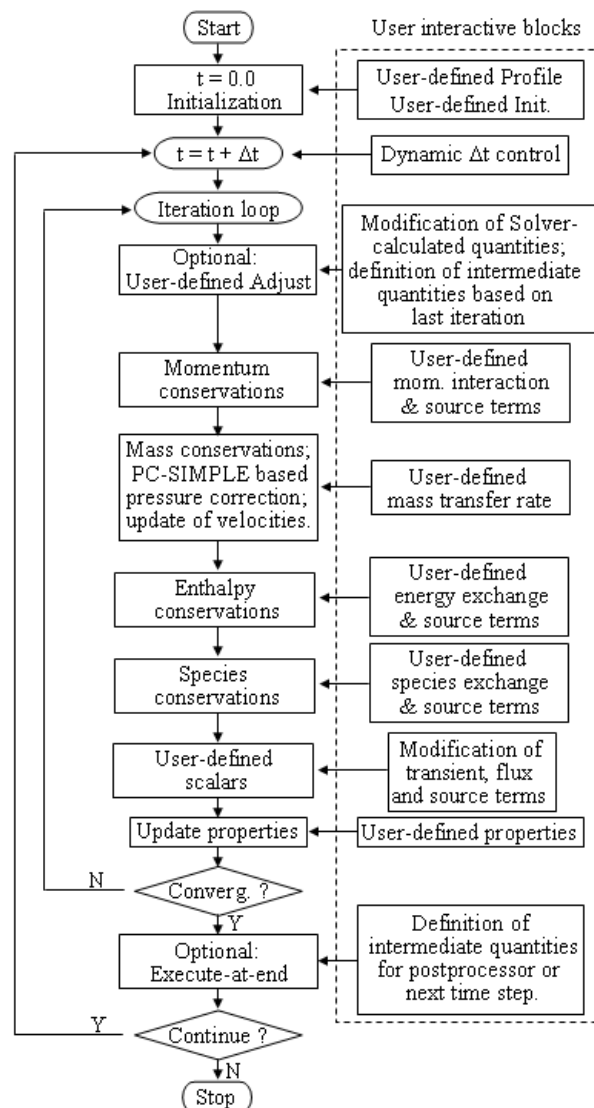 Start
User interactive blocks
t = 0.0
Initialization
User-defined Profile
User-defined Init.
t = t + Δt
Dynamic Δt control
Iteration loop
Optional:
User-defined Adjust
Modification of Solver-
calculated quantities;
definition of intermediate
quantities based on
last iteration
Momentum
conservations
User-defined
mom. interaction
& source terms
Mass conservations;
PC-SIMPLE based
pressure correction;
update of velocities.
User-defined
mass transfer rate
Enthalpy
conservations
User-defined
energy exchange
& source terms
Species
conservations
User-defined
species exchange
& source terms
User-defined
scalars
Modification of
transient, flux
and source terms
Update properties
User-defined properties
N
Converg. ?
Y
Optional:
Execute-at-end
Definition of
intermediate quantities
for postprocessor or
next time step.
Y
Continue ?
N
Stop